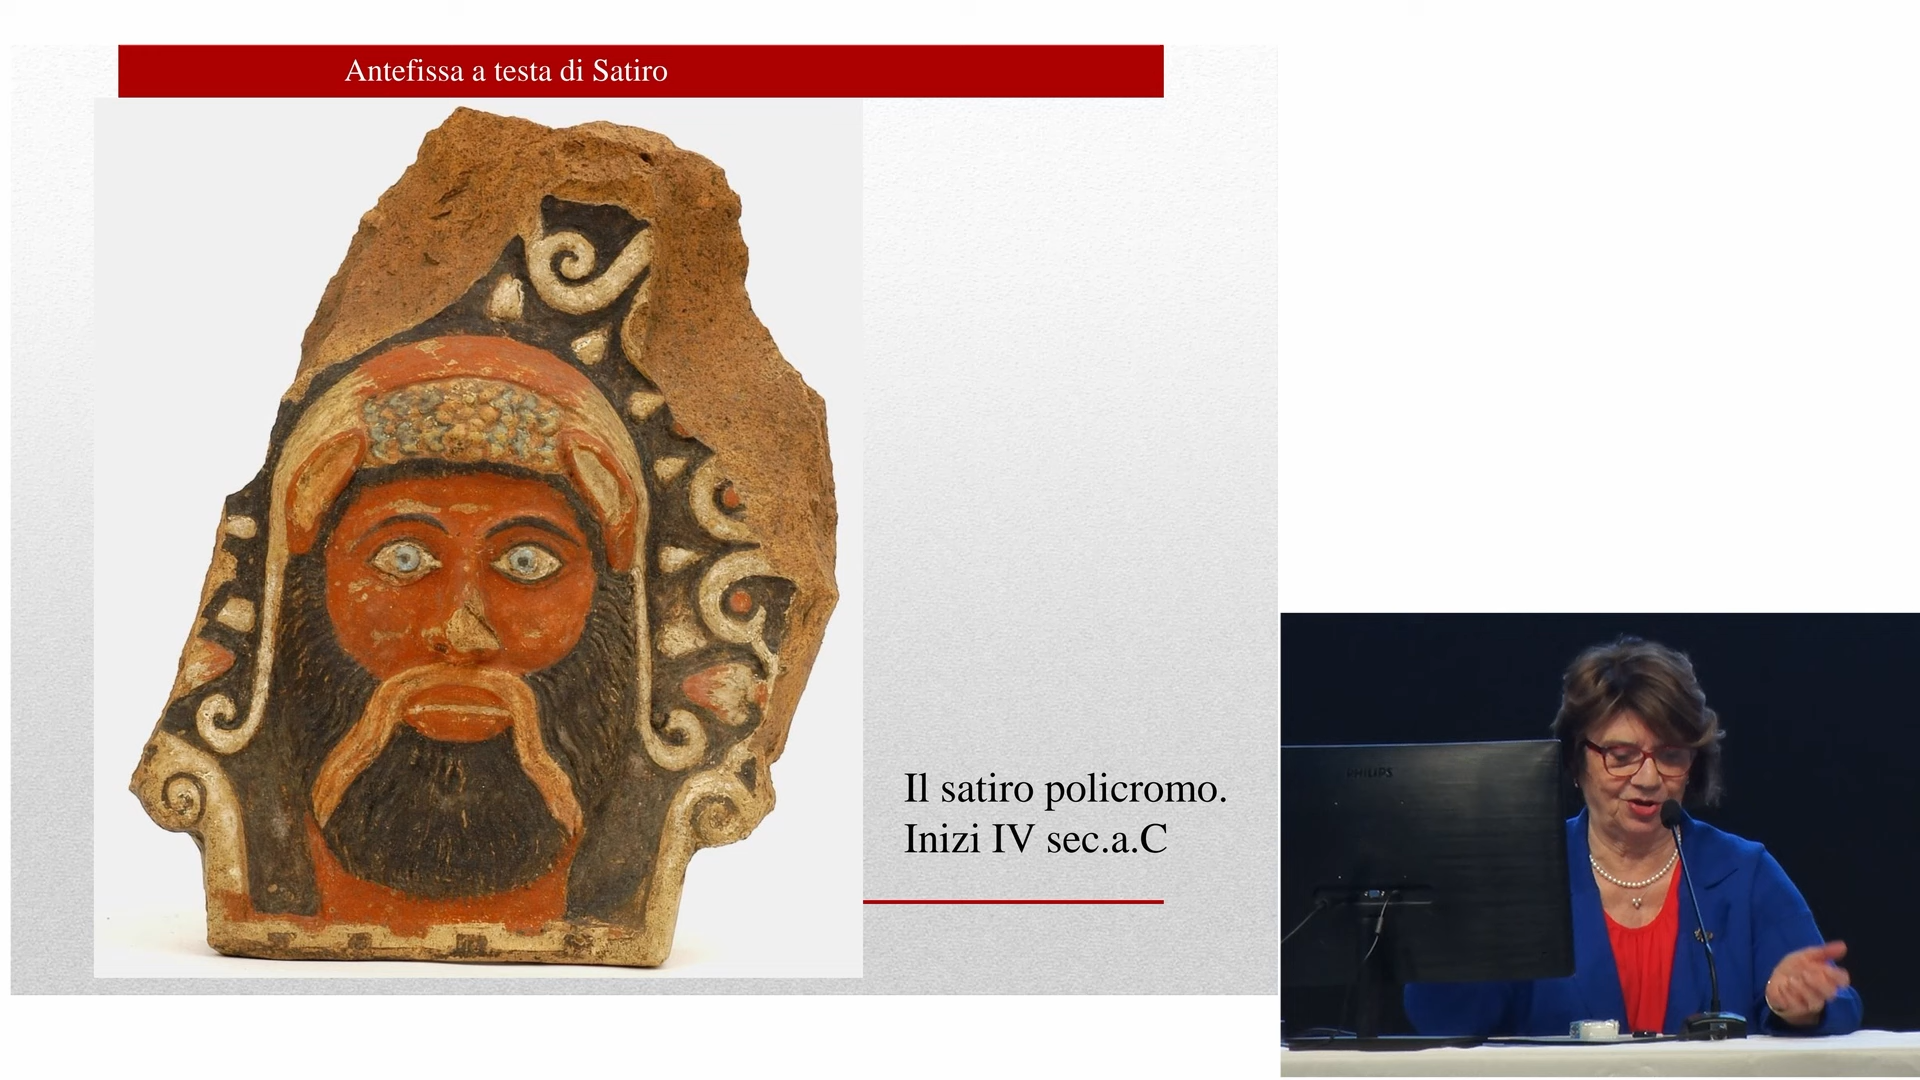 Antefissa a testa di Satiro
Il satiro policromo.
Inizi IV sec.a.C
PHILIPS